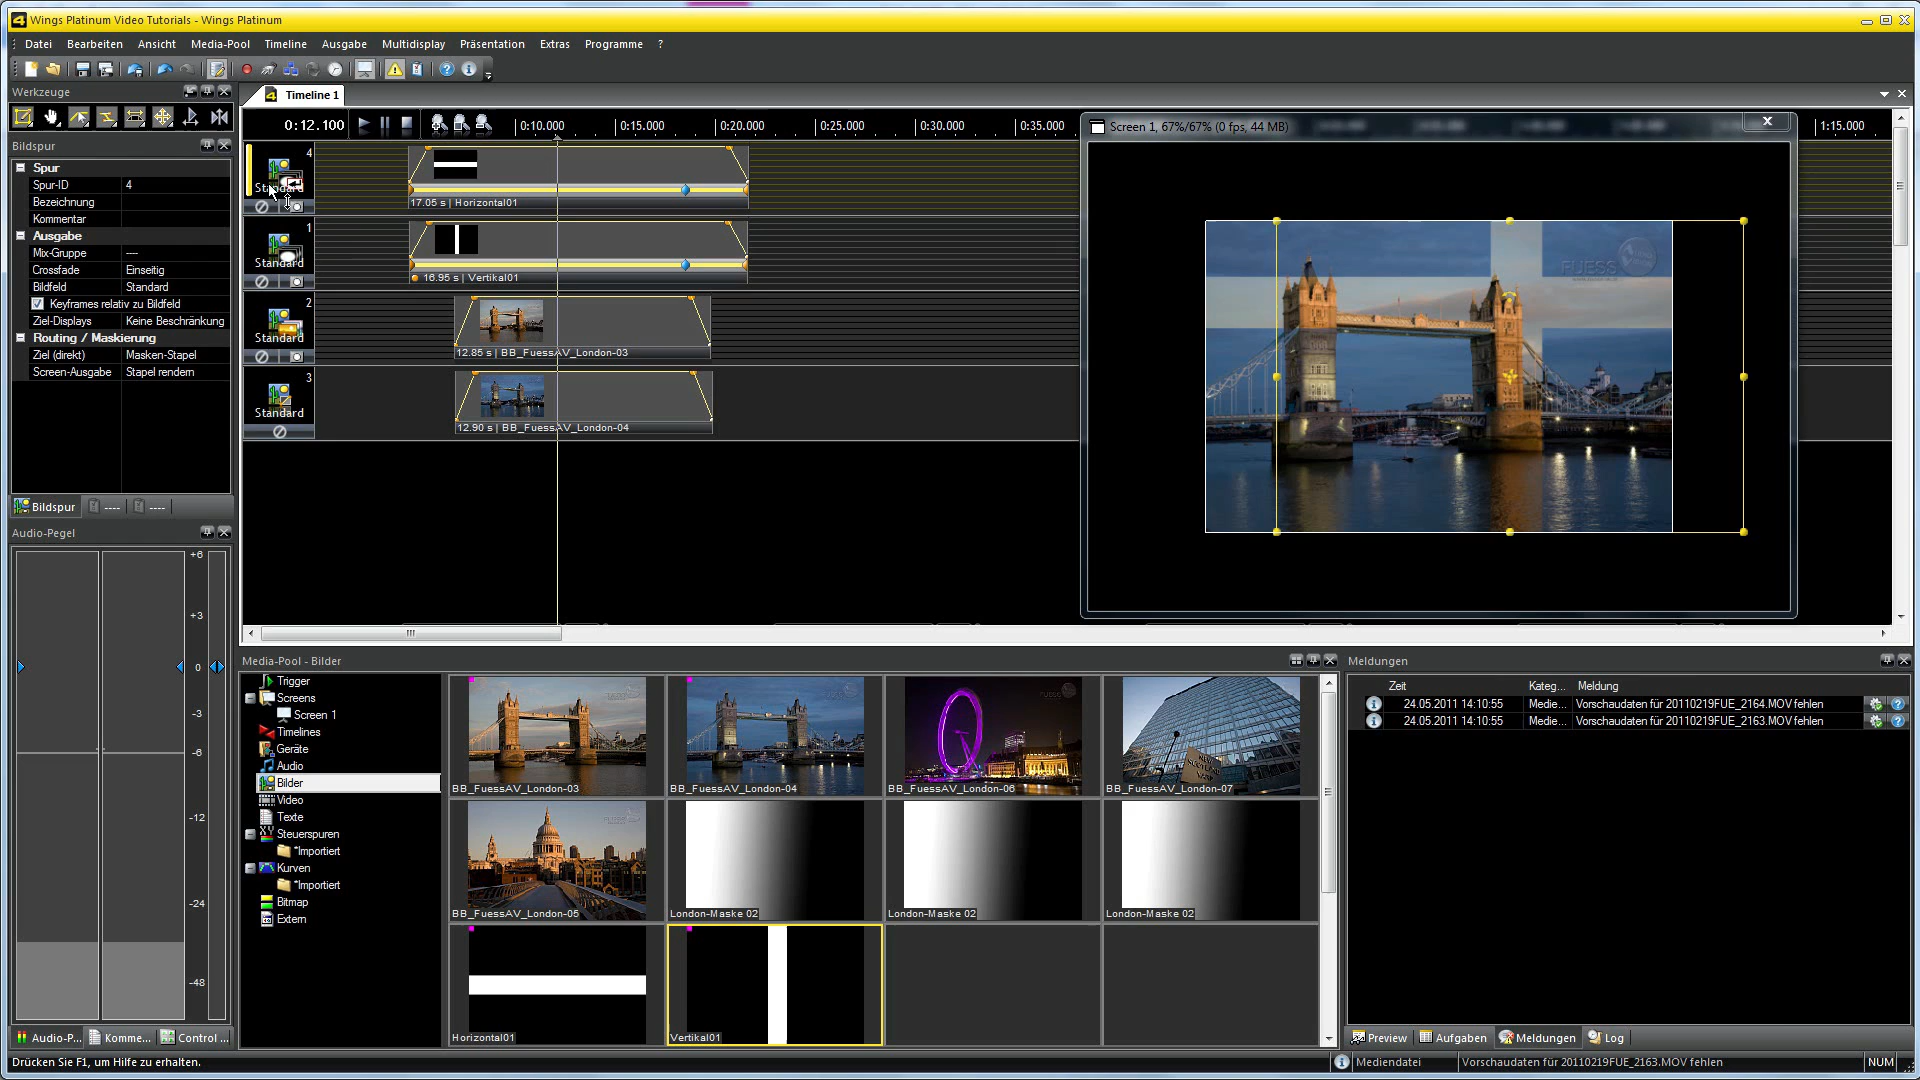 Wings Platinum Video Tutorials - Wings Platinum
Datei Bearbeiten Ansicht Media-Pool Timeline Ausgabe Multidisplay Präsentation Extras Programme ?
Werkzeuge
Timeline 1
0:12.100
0:10.000 0:15.000 0:20.000 0:25.000 0:30.000 0:35.000 1:15.000
Screen 1, 67%/67% (0 fps, 44 MB)
Bildspur
Spur
Spur-ID 4
Bezeichnung
Kommentar
Ausgabe
Mix-Gruppe ----
Crossfade Einseitig
Bildfeld Standard
Keyframes relativ zu Bildfeld
Ziel-Displays Keine Beschränkung
Routing / Maskierung
Ziel (direkt) Masken-Stapel
Screen-Ausgabe Stapel rendern
Bildspur ---- ----
4
Standard
17.05 s | Horizontal01
1
Standard
16.95 s | Vertikal01
2
Standard
12.85 s | BB_FuessAV_London-03
3
Standard
12.90 s | BB_FuessAV_London-04
FUESS
Audio-Pegel
+6
+3
0
-3
-6
-12
-24
-48
Audio-P... Komme... Control ...
Media-Pool - Bilder
Trigger
Screens
Screen 1
Timelines
Geräte
Audio
Bilder
Video
Texte
Steuerspuren
*Importiert
Kurven
*Importiert
Bitmap
Extern
BB_FuessAV_London-03
BB_FuessAV_London-04
BB_FuessAV_London-06
BB_FuessAV_London-07
BB_FuessAV_London-05
London-Maske 02
London-Maske 02
London-Maske 02
Horizontal01
Vertikal01
Meldungen
Zeit Kateg... Meldung
24.05.2011 14:10:55 Medie... Vorschaudaten für 20110219FUE_2164.MOV fehlen
24.05.2011 14:10:55 Medie... Vorschaudaten für 20110219FUE_2163.MOV fehlen
Preview Aufgaben Meldungen Log
Drücken Sie F1, um Hilfe zu erhalten.
Mediendatei Vorschaudaten für 20110219FUE_2163.MOV fehlen NUM